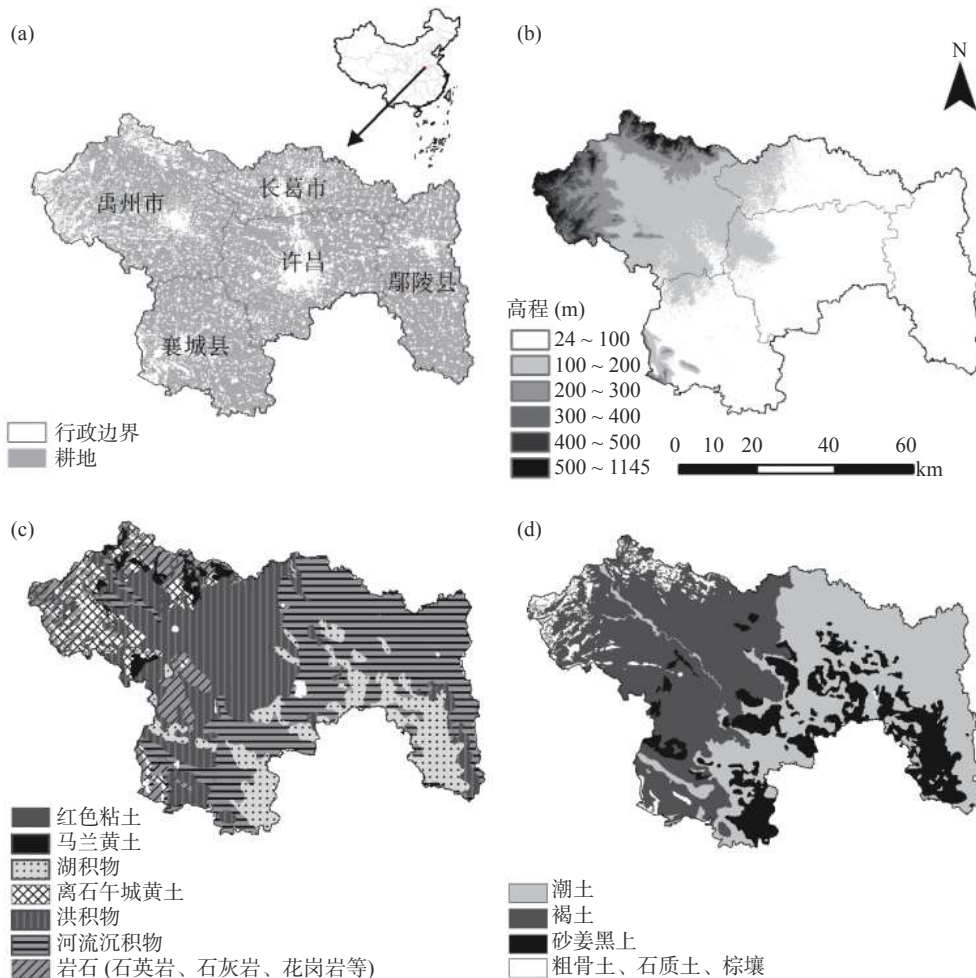 (a)
长葛市
禹州市
许昌
鄢陵县
襄城县
行政边界
耕地
(b)
N
高程 (m)
24 ~ 100
100 ~ 200
200 ~ 300
300 ~ 400
400 ~ 500
500 ~ 1145
0 10 20 40 60
km
(c)
红色粘土
马兰黄土
湖积物
离石午城黄土
洪积物
河流沉积物
岩石 (石英岩、石灰岩、花岗岩等)
(d)
潮土
褐土
砂姜黑上
粗骨土、石质土、棕壤